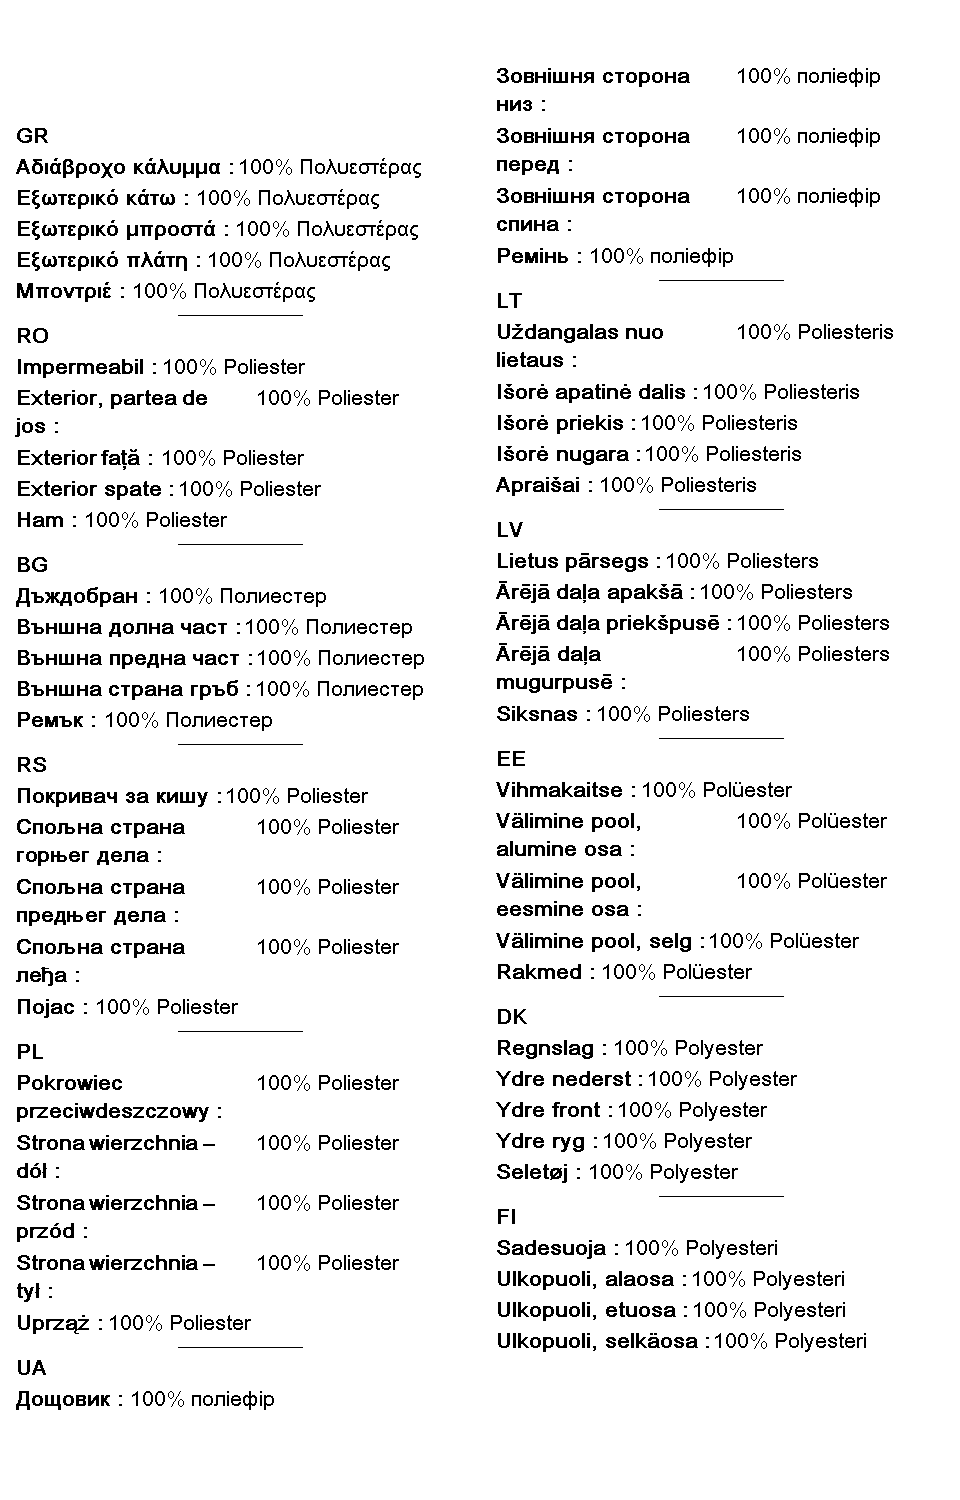 GR
Αδιάβροχο κάλυμμα : 100% Πολυεστέρας
Εξωτερικό κάτω : 100% Πολυεστέρας
Εξωτερικό μπροστά : 100% Πολυεστέρας
Εξωτερικό πλάτη : 100% Πολυεστέρας
Μποντριέ : 100% Πολυεστέρας
RO
Impermeabil : 100% Poliester
Exterior, partea de 100% Poliester
jos :
Exterior față : 100% Poliester
Exterior spate : 100% Poliester
Ham : 100% Poliester
BG
Дъждобран : 100% Полиестер
Външна долна част : 100% Полиестер
Външна предна част : 100% Полиестер
Външна страна гръб : 100% Полиестер
Ремък : 100% Полиестер
RS
Покривач за кишу : 100% Poliester
Спољна страна 100% Poliester
горњег дела :
Спољна страна 100% Poliester
предњег дела :
Спољна страна 100% Poliester
леђа :
Појас : 100% Poliester
PL
Pokrowiec 100% Poliester
przeciwdeszczowy :
Strona wierzchnia – 100% Poliester
dół :
Strona wierzchnia – 100% Poliester
przód :
Strona wierzchnia – 100% Poliester
tył :
Uprząż : 100% Poliester
UA
Дощовик : 100% поліефір
Зовнішня сторона 100% поліефір
низ :
Зовнішня сторона 100% поліефір
перед :
Зовнішня сторона 100% поліефір
спина :
Ремінь : 100% поліефір
LT
Uždangalas nuo 100% Poliesteris
lietaus :
Išorė apatinė dalis : 100% Poliesteris
Išorė priekis : 100% Poliesteris
Išorė nugara : 100% Poliesteris
Apraišai : 100% Poliesteris
LV
Lietus pārsegs : 100% Poliesters
Ārējā daļa apakšā : 100% Poliesters
Ārējā daļa priekšpusē : 100% Poliesters
Ārējā daļa 100% Poliesters
mugurpusē :
Siksnas : 100% Poliesters
EE
Vihmakaitse : 100% Polüester
Välimine pool, 100% Polüester
alumine osa :
Välimine pool, 100% Polüester
eesmine osa :
Välimine pool, selg : 100% Polüester
Rakmed : 100% Polüester
DK
Regnslag : 100% Polyester
Ydre nederst : 100% Polyester
Ydre front : 100% Polyester
Ydre ryg : 100% Polyester
Seletøj : 100% Polyester
FI
Sadesuoja : 100% Polyesteri
Ulkopuoli, alaosa : 100% Polyesteri
Ulkopuoli, etuosa : 100% Polyesteri
Ulkopuoli, selkäosa : 100% Polyesteri